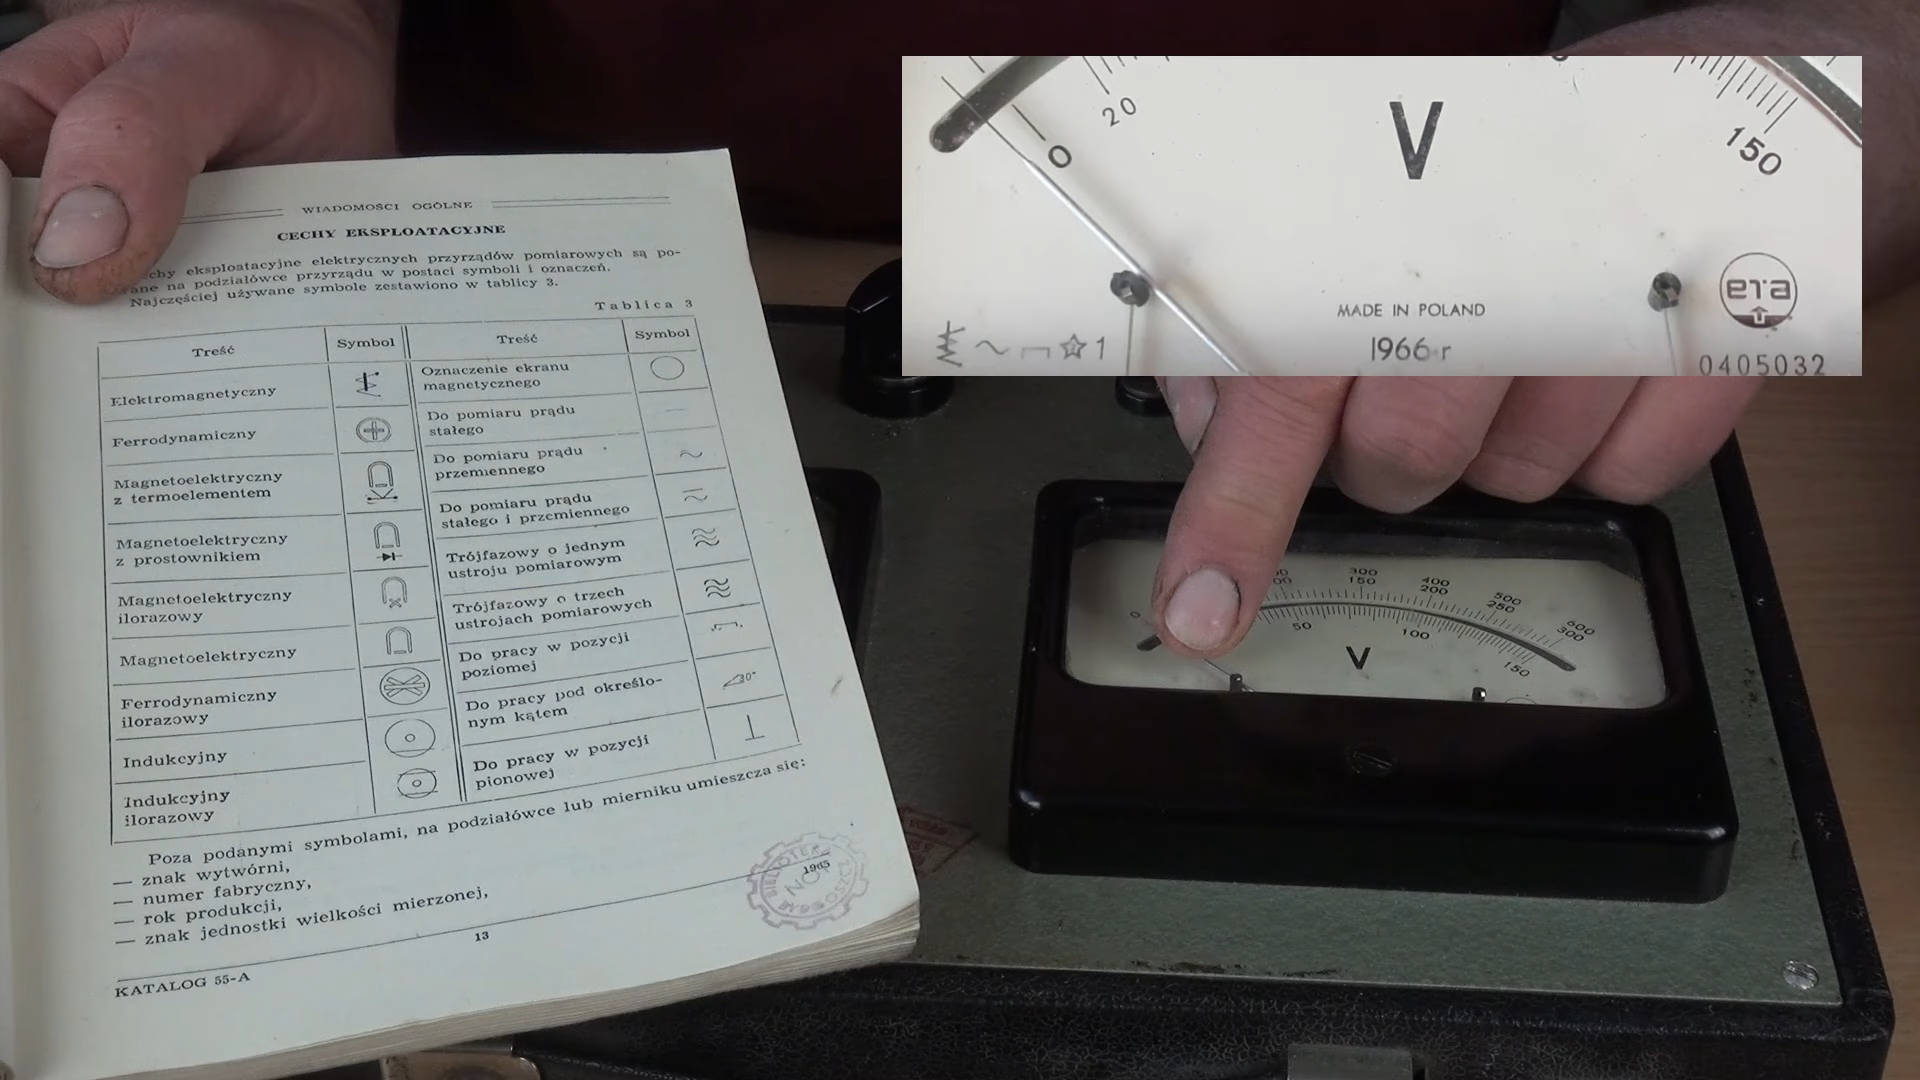 WIADOMOŚCI OGÓLNE
CECHY EKSPLOATACYJNE
eksploatacyjne elektrycznych przyrządów pomiarowych są po-
na podziałówce przyrządu w postaci symboli i oznaczeń.
Najczęściej używane symbole zestawiono w tablicy 3.
Tablica 3
Treść Symbol Treść Symbol
Elektromagnetyczny
Ferrodynamiczny
Magnetoelektryczny
z termoelementem
Magnetoelektryczny
z prostownikiem
Magnetoelektryczny
ilorazowy
Magnetoelektryczny
Ferrodynamiczny
ilorazowy
Indukcyjny
Indukcyjny
ilorazowy
Oznaczenie ekranu
magnetycznego
Do pomiaru prądu
stałego
Do pomiaru prądu
przemiennego
Do pomiaru prądu
stałego i przemiennego
Trójfazowy o jednym
ustroju pomiarowym
Trójfazowy o trzech
ustrojach pomiarowych
Do pracy w pozycji
poziomej
Do pracy pod określo-
nym kątem
30°
Do pracy w pozycji
pionowej
Poza podanymi symbolami, na podziałówce lub mierniku umieszcza się:
— znak wytwórni,
— numer fabryczny,
— rok produkcji,
— znak jednostki wielkości mierzonej,
1965
13
KATALOG 55-A
0 20 150
V
MADE IN POLAND
1966 r
era
1
0405032
0
300 400 500 600
150 200 250 300
50 100 150
V